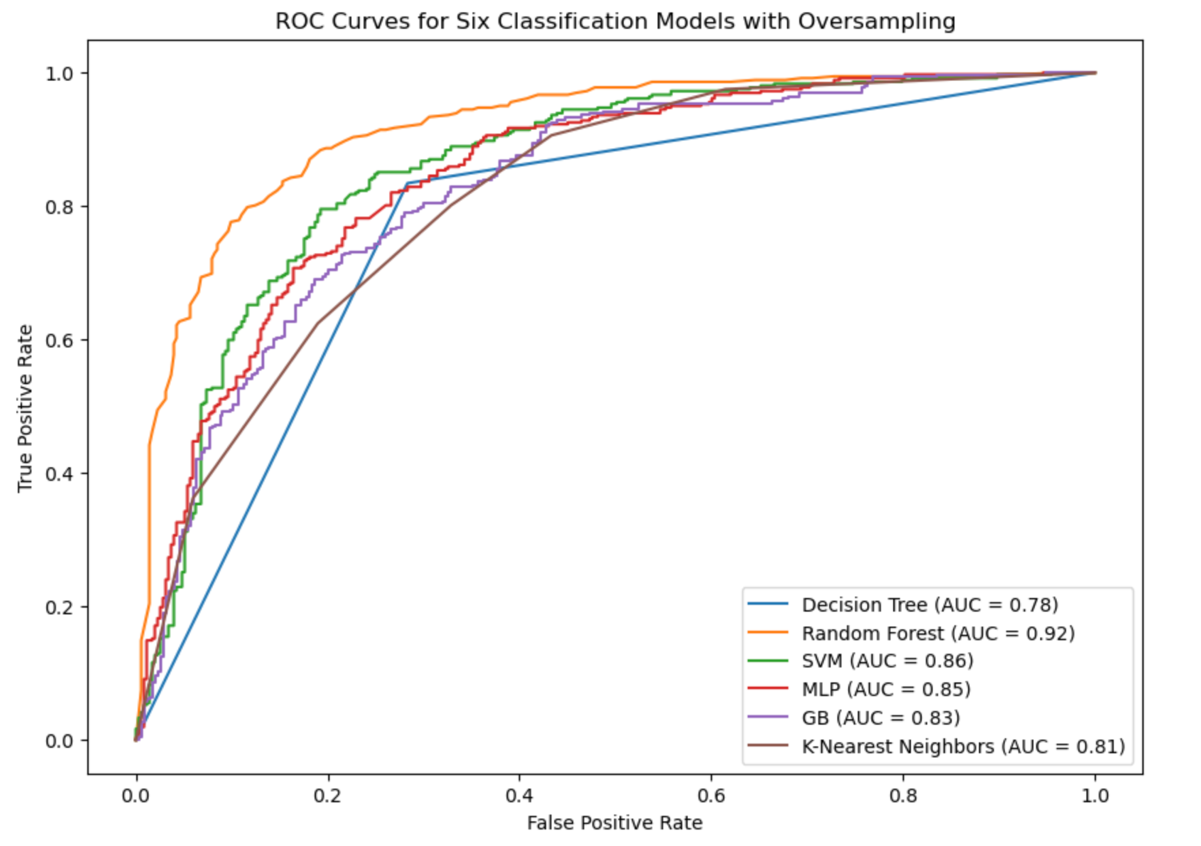 ROC Curves for Six Classification Models with Oversampling
True Positive Rate
1.0
0.8
0.6
0.4
0.2
0.0
Decision Tree (AUC = 0.78)
Random Forest (AUC = 0.92)
SVM (AUC = 0.86)
MLP (AUC = 0.85)
GB (AUC = 0.83)
K-Nearest Neighbors (AUC = 0.81)
0.0 0.2 0.4 0.6 0.8 1.0
False Positive Rate